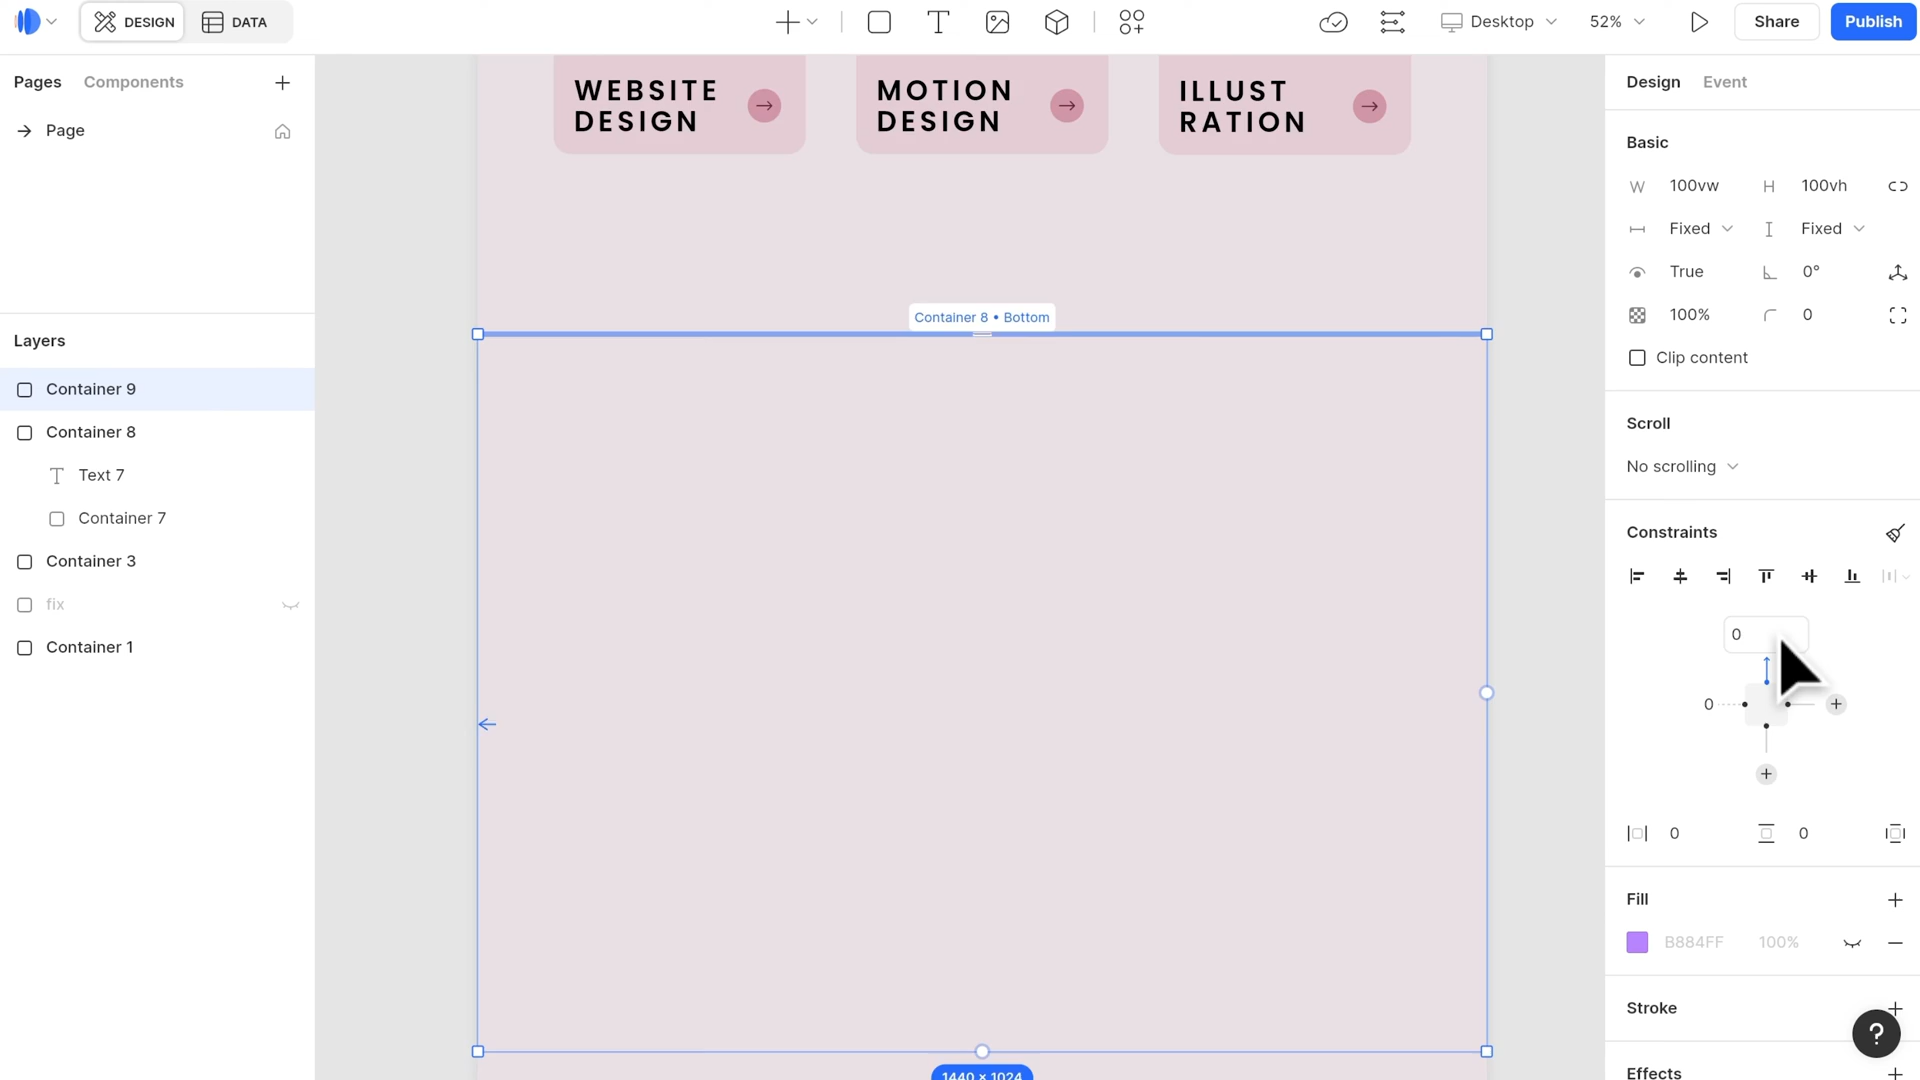 DESIGN
DATA
Desktop
52%
Share
Publish
Pages
Components
Page
Layers
Container 9
Container 8
Text 7
Container 7
Container 3
fix
Container 1
WEBSITE
DESIGN
MOTION
DESIGN
ILLUST
RATION
Container 8 • Bottom
1440 × 1024
Design
Event
Basic
W 100vw H 100vh
Fixed Fixed
True 0°
100% 0
Clip content
Scroll
No scrolling
Constraints
0
0
0 0
Fill
B884FF 100%
Stroke
?
Effects